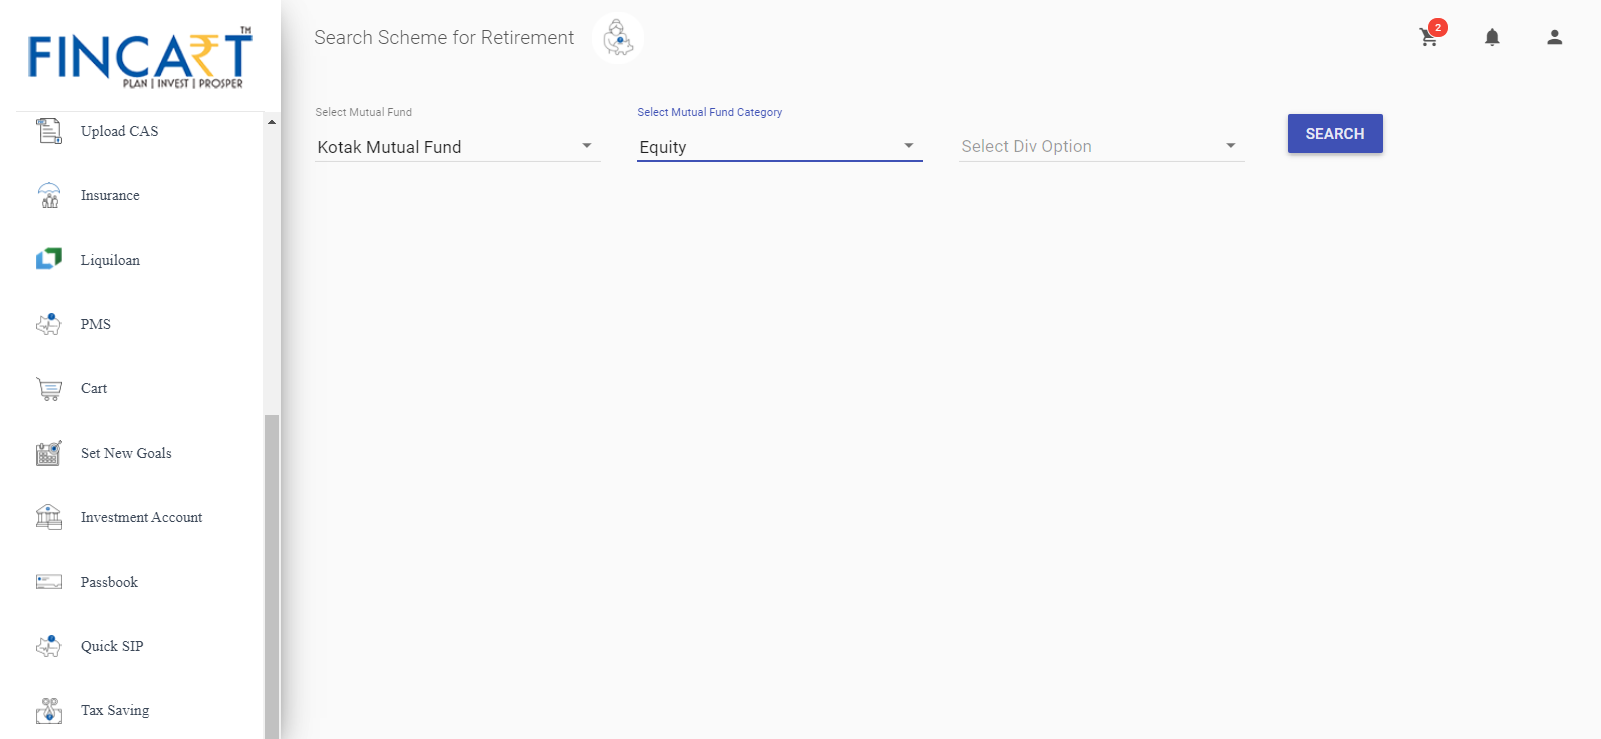 FINCART TM
PLAN | INVEST | PROSPER
Search Scheme for Retirement
2
Select Mutual Fund
Kotak Mutual Fund
Select Mutual Fund Category
Equity
Select Div Option
SEARCH
Upload CAS
Insurance
Liquiloan
PMS
Cart
Set New Goals
Investment Account
Passbook
Quick SIP
Tax Saving